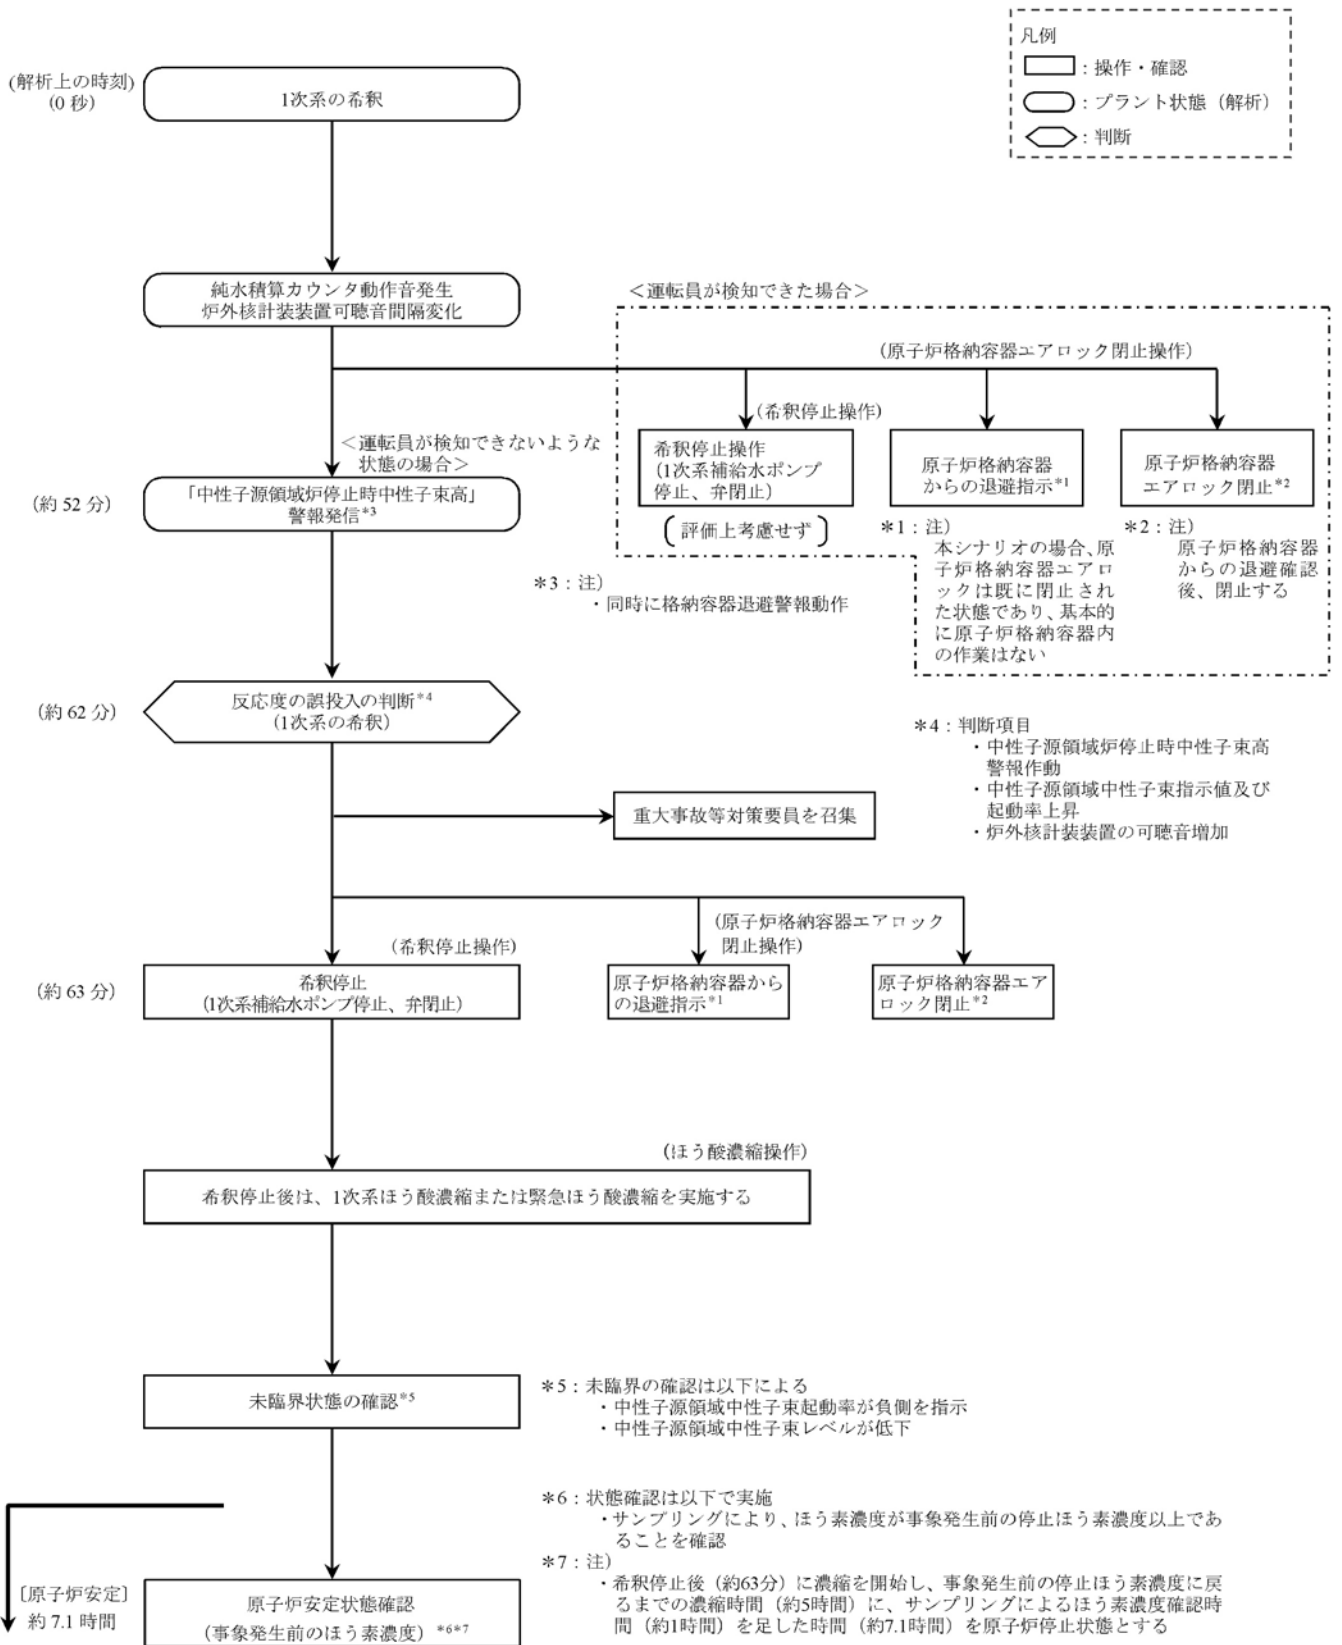 凡例
：操作・確認
：プラント状態（解析）
：判断
(解析上の時刻)
(0 秒)
1次系の希釈
純水積算カウンタ動作音発生
炉外核計装装置可聴音間隔変化
＜運転員が検知できた場合＞
(原子炉格納容器エアロック閉止操作)
(希釈停止操作)
希釈停止操作
(1次系補給水ポンプ
停止、弁閉止)
評価上考慮せず
原子炉格納容器
からの退避指示*1
原子炉格納容器
エアロック閉止*2
＊1：注)
本シナリオの場合、原
子炉格納容器エアロ
ックは既に閉止され
た状態であり、基本的
に原子炉格納容器内
の作業はない
＊2：注)
原子炉格納容器
からの退避確認
後、閉止する
＜運転員が検知できないような
状態の場合＞
(約 52 分)
「中性子源領域炉停止時中性子束高」
警報発信*3
＊3：注)
・同時に格納容器退避警報動作
(約 62 分)
反応度の誤投入の判断*4
(1次系の希釈)
＊4：判断項目
・中性子源領域炉停止時中性子束高
警報作動
・中性子源領域中性子束指示値及び
起動率上昇
・炉外核計装装置の可聴音増加
重大事故等対策要員を召集
(希釈停止操作)
(原子炉格納容器エアロック
閉止操作)
(約 63 分)
希釈停止
(1次系補給水ポンプ停止、弁閉止)
原子炉格納容器から
の退避指示*1
原子炉格納容器エア
ロック閉止*2
(ほう酸濃縮操作)
希釈停止後は、1次系ほう酸濃縮または緊急ほう酸濃縮を実施する
未臨界状態の確認*5
＊5：未臨界の確認は以下による
・中性子源領域中性子束起動率が負側を指示
・中性子源領域中性子束レベルが低下
＊6：状態確認は以下で実施
・サンプリングにより、ほう素濃度が事象発生前の停止ほう素濃度以上であ
ることを確認
＊7：注)
・希釈停止後（約63分）に濃縮を開始し、事象発生前の停止ほう素濃度に戻
るまでの濃縮時間（約5時間）に、サンプリングによるほう素濃度確認時
間（約1時間）を足した時間（約7.1時間）を原子炉停止状態とする
〔原子炉安定〕
約 7.1 時間
原子炉安定状態確認
(事象発生前のほう素濃度) *6*7